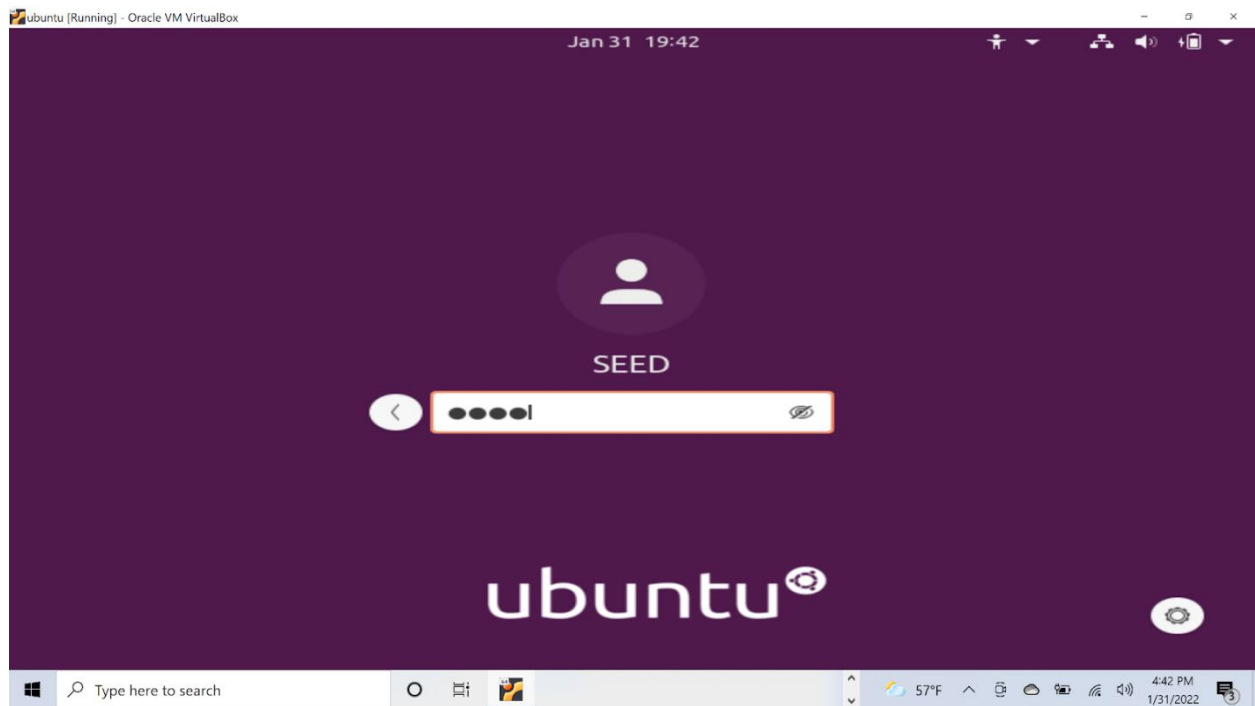 ubuntu [Running] - Oracle VM VirtualBox
Jan 31 19:42
SEED
ubuntu
Type here to search
57°F
4:42 PM
1/31/2022
3